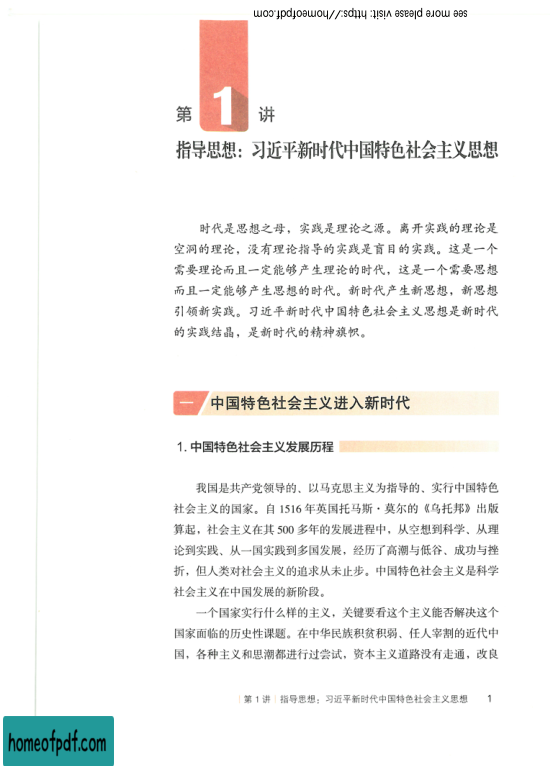 see more please visit: https://homeofpdf.com
第
1
讲
指导思想：习近平新时代中国特色社会主义思想
时代是思想之母，实践是理论之源。离开实践的理论是
空洞的理论，没有理论指导的实践是盲目的实践。这是一个
需要理论而且一定能够产生理论的时代，这是一个需要思想
而且一定能够产生思想的时代。新时代产生新思想，新思想
引领新实践。习近平新时代中国特色社会主义思想是新时代
的实践结晶，是新时代的精神旗帜。
一 中国特色社会主义进入新时代
1. 中国特色社会主义发展历程
我国是共产党领导的、以马克思主义为指导的、实行中国特色
社会主义的国家。自 1516 年英国托马斯·莫尔的《乌托邦》出版
算起，社会主义在其 500 多年的发展进程中，从空想到科学、从理
论到实践、从一国实践到多国发展，经历了高潮与低谷、成功与挫
折，但人类对社会主义的追求从未止步。中国特色社会主义是科学
社会主义在中国发展的新阶段。
一个国家实行什么样的主义，关键要看这个主义能否解决这个
国家面临的历史性课题。在中华民族积贫积弱、任人宰割的近代中
国，各种主义和思潮都进行过尝试，资本主义道路没有走通，改良
第 1 讲 | 指导思想：习近平新时代中国特色社会主义思想 1
homeofpdf.com